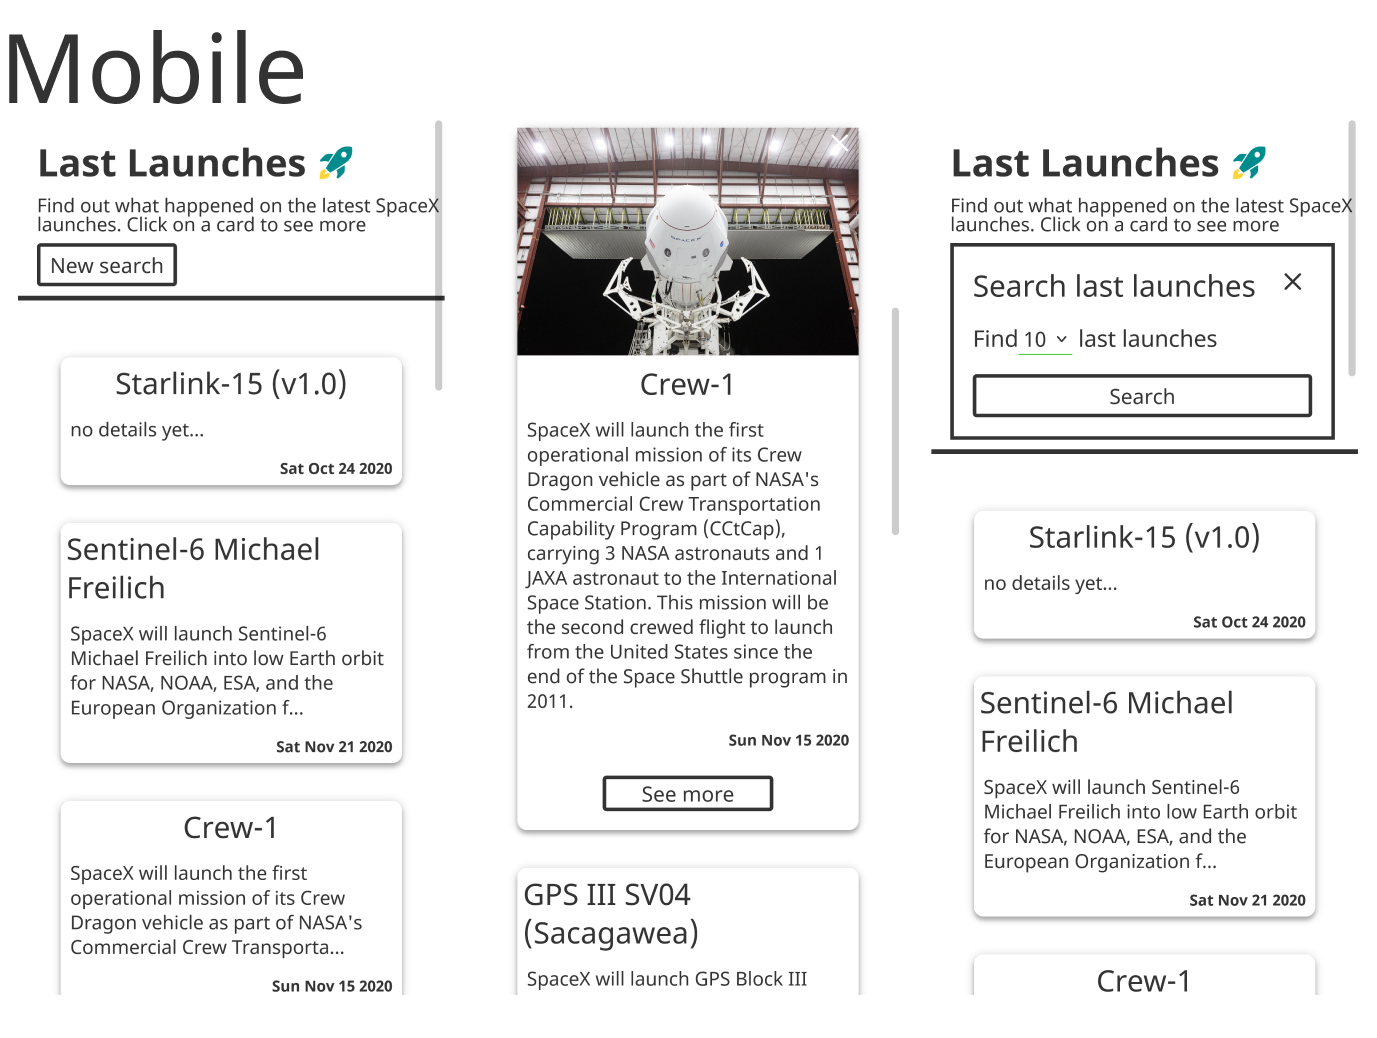 Mobile
Last Launches
Find out what happened on the latest SpaceX
launches. Click on a card to see more
New search
Starlink-15 (v1.0)
no details yet...
Sat Oct 24 2020
Sentinel-6 Michael
Freilich
SpaceX will launch Sentinel-6
Michael Freilich into low Earth orbit
for NASA, NOAA, ESA, and the
European Organization f...
Sat Nov 21 2020
Crew-1
SpaceX will launch the first
operational mission of its Crew
Dragon vehicle as part of NASA's
Commercial Crew Transporta...
Sun Nov 15 2020
SPACEX
Crew-1
SpaceX will launch the first
operational mission of its Crew
Dragon vehicle as part of NASA's
Commercial Crew Transportation
Capability Program (CCtCap),
carrying 3 NASA astronauts and 1
JAXA astronaut to the International
Space Station. This mission will be
the second crewed flight to launch
from the United States since the
end of the Space Shuttle program in
2011.
Sun Nov 15 2020
See more
GPS III SV04
(Sacagawea)
SpaceX will launch GPS Block III
Last Launches
Find out what happened on the latest SpaceX
launches. Click on a card to see more
Search last launches
Find 10 last launches
Search
Starlink-15 (v1.0)
no details yet...
Sat Oct 24 2020
Sentinel-6 Michael
Freilich
SpaceX will launch Sentinel-6
Michael Freilich into low Earth orbit
for NASA, NOAA, ESA, and the
European Organization f...
Sat Nov 21 2020
Crew-1